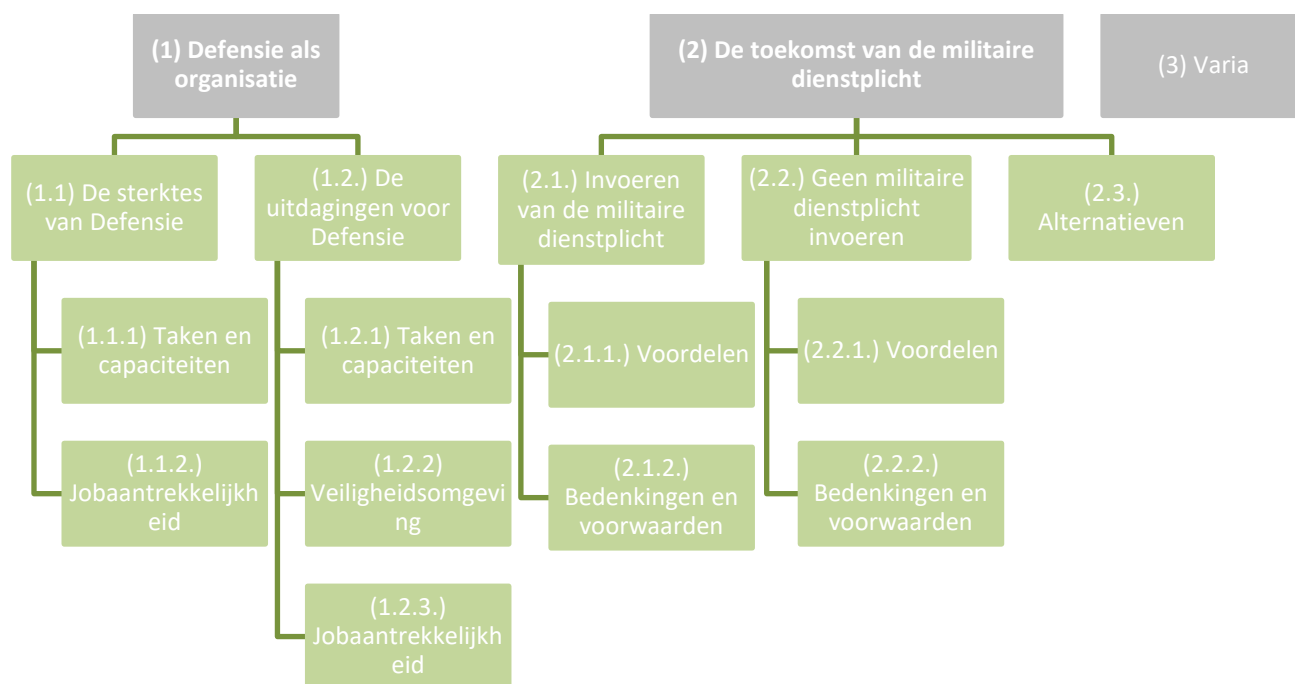 (1) Defensie als
organisatie
(2) De toekomst van de militaire
dienstplicht
(3) Varia
(1.1) De sterktes
van Defensie
(1.2.) De
uitdagingen voor
Defensie
(2.1.) Invoeren
van de militaire
dienstplicht
(2.2.) Geen militaire
dienstplicht
invoeren
(2.3.)
Alternatieven
(1.1.1) Taken en
capaciteiten
(1.2.1) Taken en
capaciteiten
(2.1.1.) Voordelen
(2.2.1.) Voordelen
(1.1.2.)
Jobaantrekkelijkh
eid
(1.2.2)
Veiligheidsomgevi
ng
(2.1.2.)
Bedenkingen en
voorwaarden
(2.2.2.)
Bedenkingen en
voorwaarden
(1.2.3.)
Jobaantrekkelijkh
eid